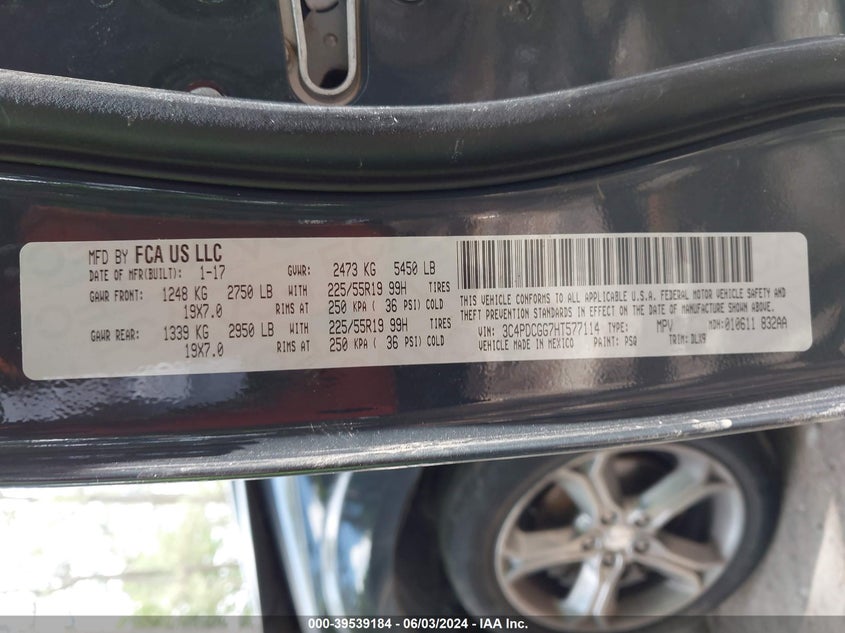 MFD BY FCA US LLC
DATE OF MFR(BUILT): 1-17 GVWR: 2473 KG 5450 LB
GAWR FRONT: 1248 KG 2750 LB WITH 225/55R19 99H TIRES
19X7.0 RIMS AT 250 KPA ( 36 PSI) COLD
GAWR REAR: 1339 KG 2950 LB WITH 225/55R19 99H TIRES
19X7.0 RIMS AT 250 KPA ( 36 PSI) COLD
THIS VEHICLE CONFORMS TO ALL APPLICABLE U.S.A. FEDERAL MOTOR VEHICLE SAFETY AND
THEFT PREVENTION STANDARDS IN EFFECT ON THE DATE OF MANUFACTURE SHOWN ABOVE.
VIN: 3C4PDCGG7HT577114 TYPE: MPV MDH:010611 832AA
VEHICLE MADE IN MEXICO PAINT: PSQ TRIM: DLX9
000-39539184 - 06/03/2024 - IAA Inc.